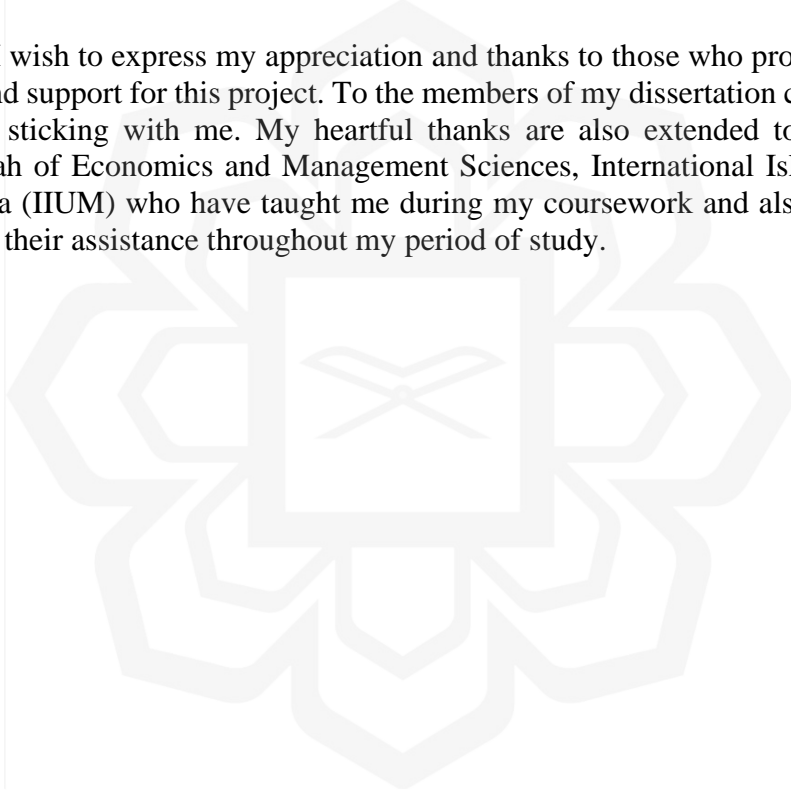 wish to express my appreciation and thanks to those who pro
nd support for this project. To the members of my dissertation c
sticking with me. My heartful thanks are also extended to
ah of Economics and Management Sciences, International Isl
a (IIUM) who have taught me during my coursework and als
their assistance throughout my period of study.